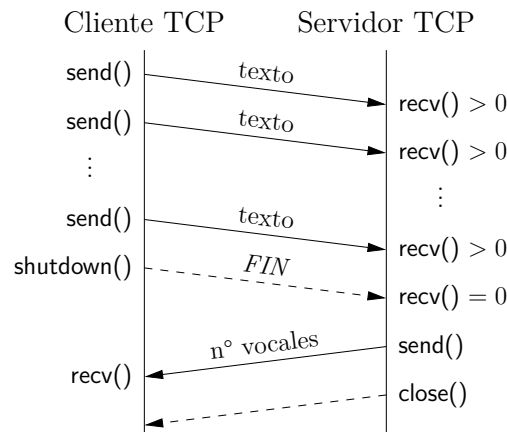 Cliente TCP Servidor TCP
send() texto
recv() > 0
send() texto
recv() > 0
⋮
⋮
send() texto
recv() > 0
shutdown() FIN
recv() = 0
n° vocales send()
recv()
close()